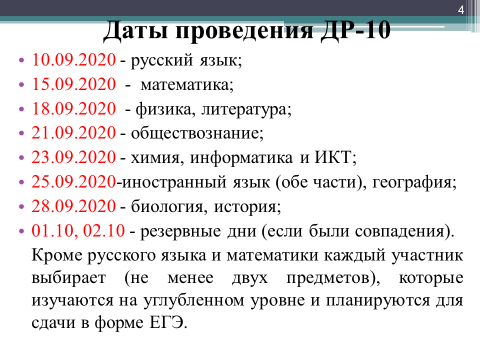 4
Даты проведения ДР-10
• 10.09.2020 - русский язык;
• 15.09.2020 - математика;
• 18.09.2020 - физика, литература;
• 21.09.2020 - обществознание;
• 23.09.2020 - химия, информатика и ИКТ;
• 25.09.2020-иностранный язык (обе части), география;
• 28.09.2020 - биология, история;
• 01.10, 02.10 - резервные дни (если были совпадения).
Кроме русского языка и математики каждый участник
выбирает (не менее двух предметов), которые
изучаются на углубленном уровне и планируются для
сдачи в форме ЕГЭ.